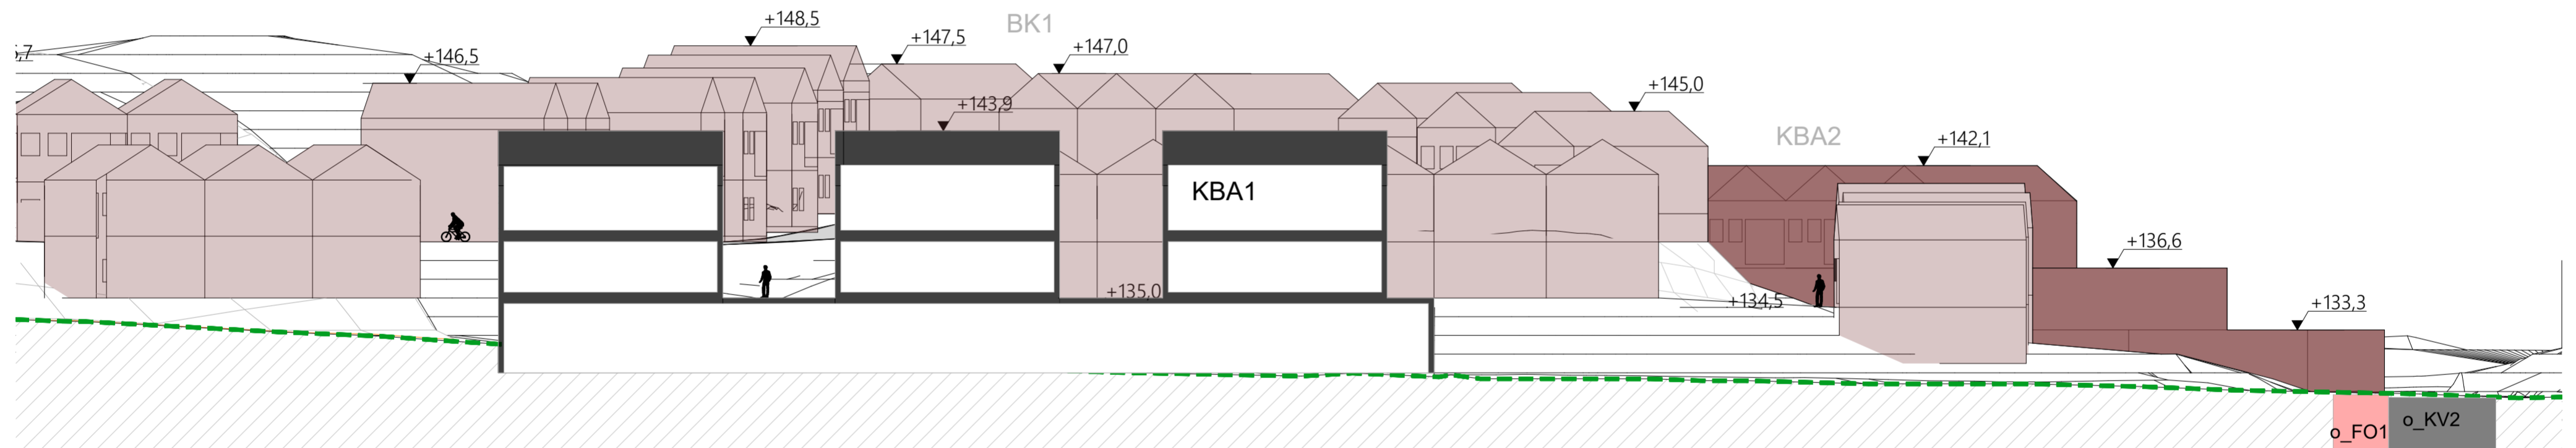 +148,5
BK1
+147,5
+147,0
,7
+146,5
+145,0
+143,9
KBA2
+142,1
KBA1
+136,6
+135,0
+134,5
+133,3
o_KV2
o_FO1